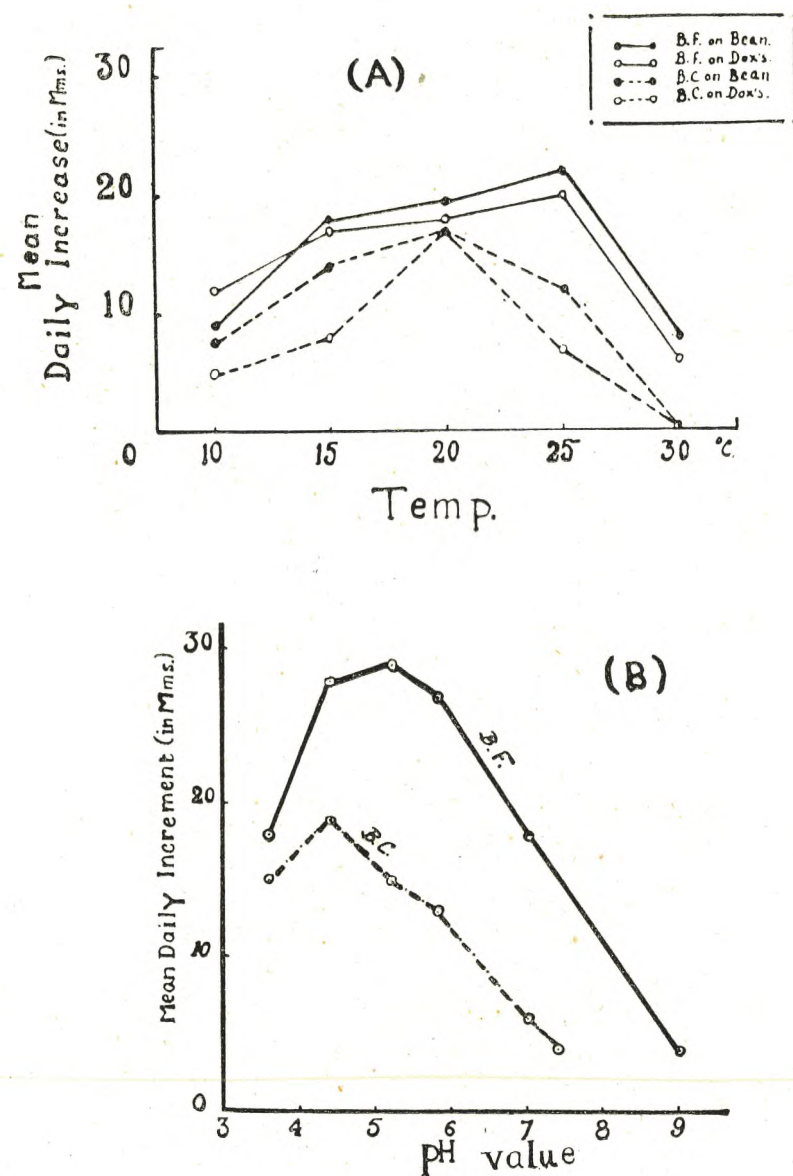 B.F. on Bean.
B.F. on Dox's.
B.C on Bean
B.C. on Dox's.
(A)
Mean
Daily Increase (in Mms.)
30
20
10
0 10 15 20 25 30 °C.
Temp.
(B)
Mean Daily Increment (in Mms.)
30
20
10
0
B.F.
B.C.
3 4 5 6 7 8 9
pH value